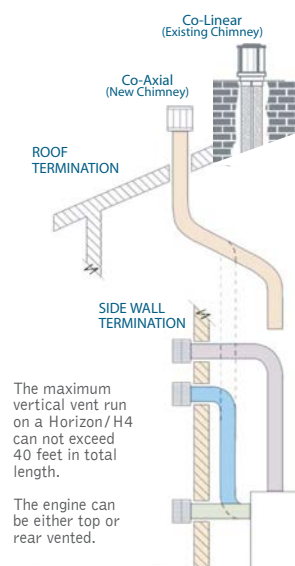 Co-Linear
(Existing Chimney)
Co-Axial
(New Chimney)
ROOF
TERMINATION
SIDE WALL
TERMINATION
The maximum
vertical vent run
on a Horizon/H4
can not exceed
40 feet in total
length.
The engine can
be either top or
rear vented.